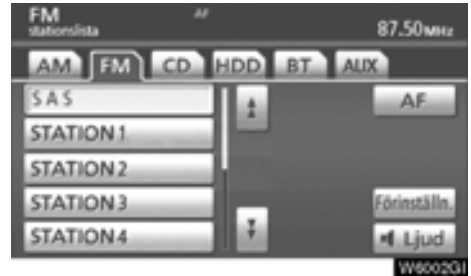 FM AF
stationslista 87.50MHz
AM FM CD HDD BT AUX
S A S AF
STATION 1
STATION 2
STATION 3 Förinställn.
STATION 4 Ljud
W6002GI